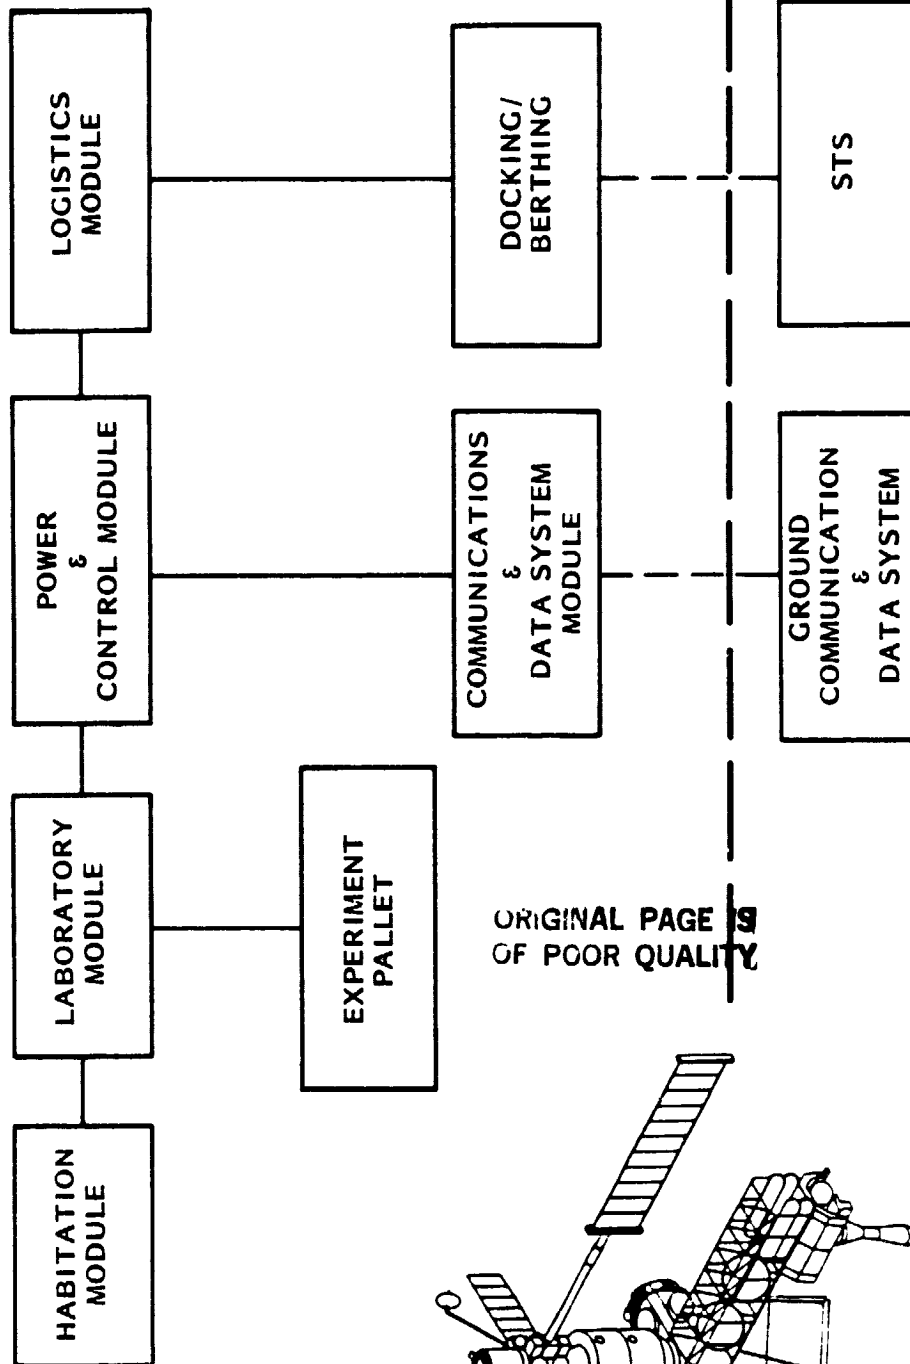 HABITATION
MODULE
LABORATORY
MODULE
POWER
&
CONTROL MODULE
LOGISTICS
MODULE
EXPERIMENT
PALLET
COMMUNICATIONS
&
DATA SYSTEM
MODULE
DOCKING/
BERTHING
GROUND
COMMUNICATION
&
DATA SYSTEM
STS
ORIGINAL PAGE IS
OF POOR QUALITY